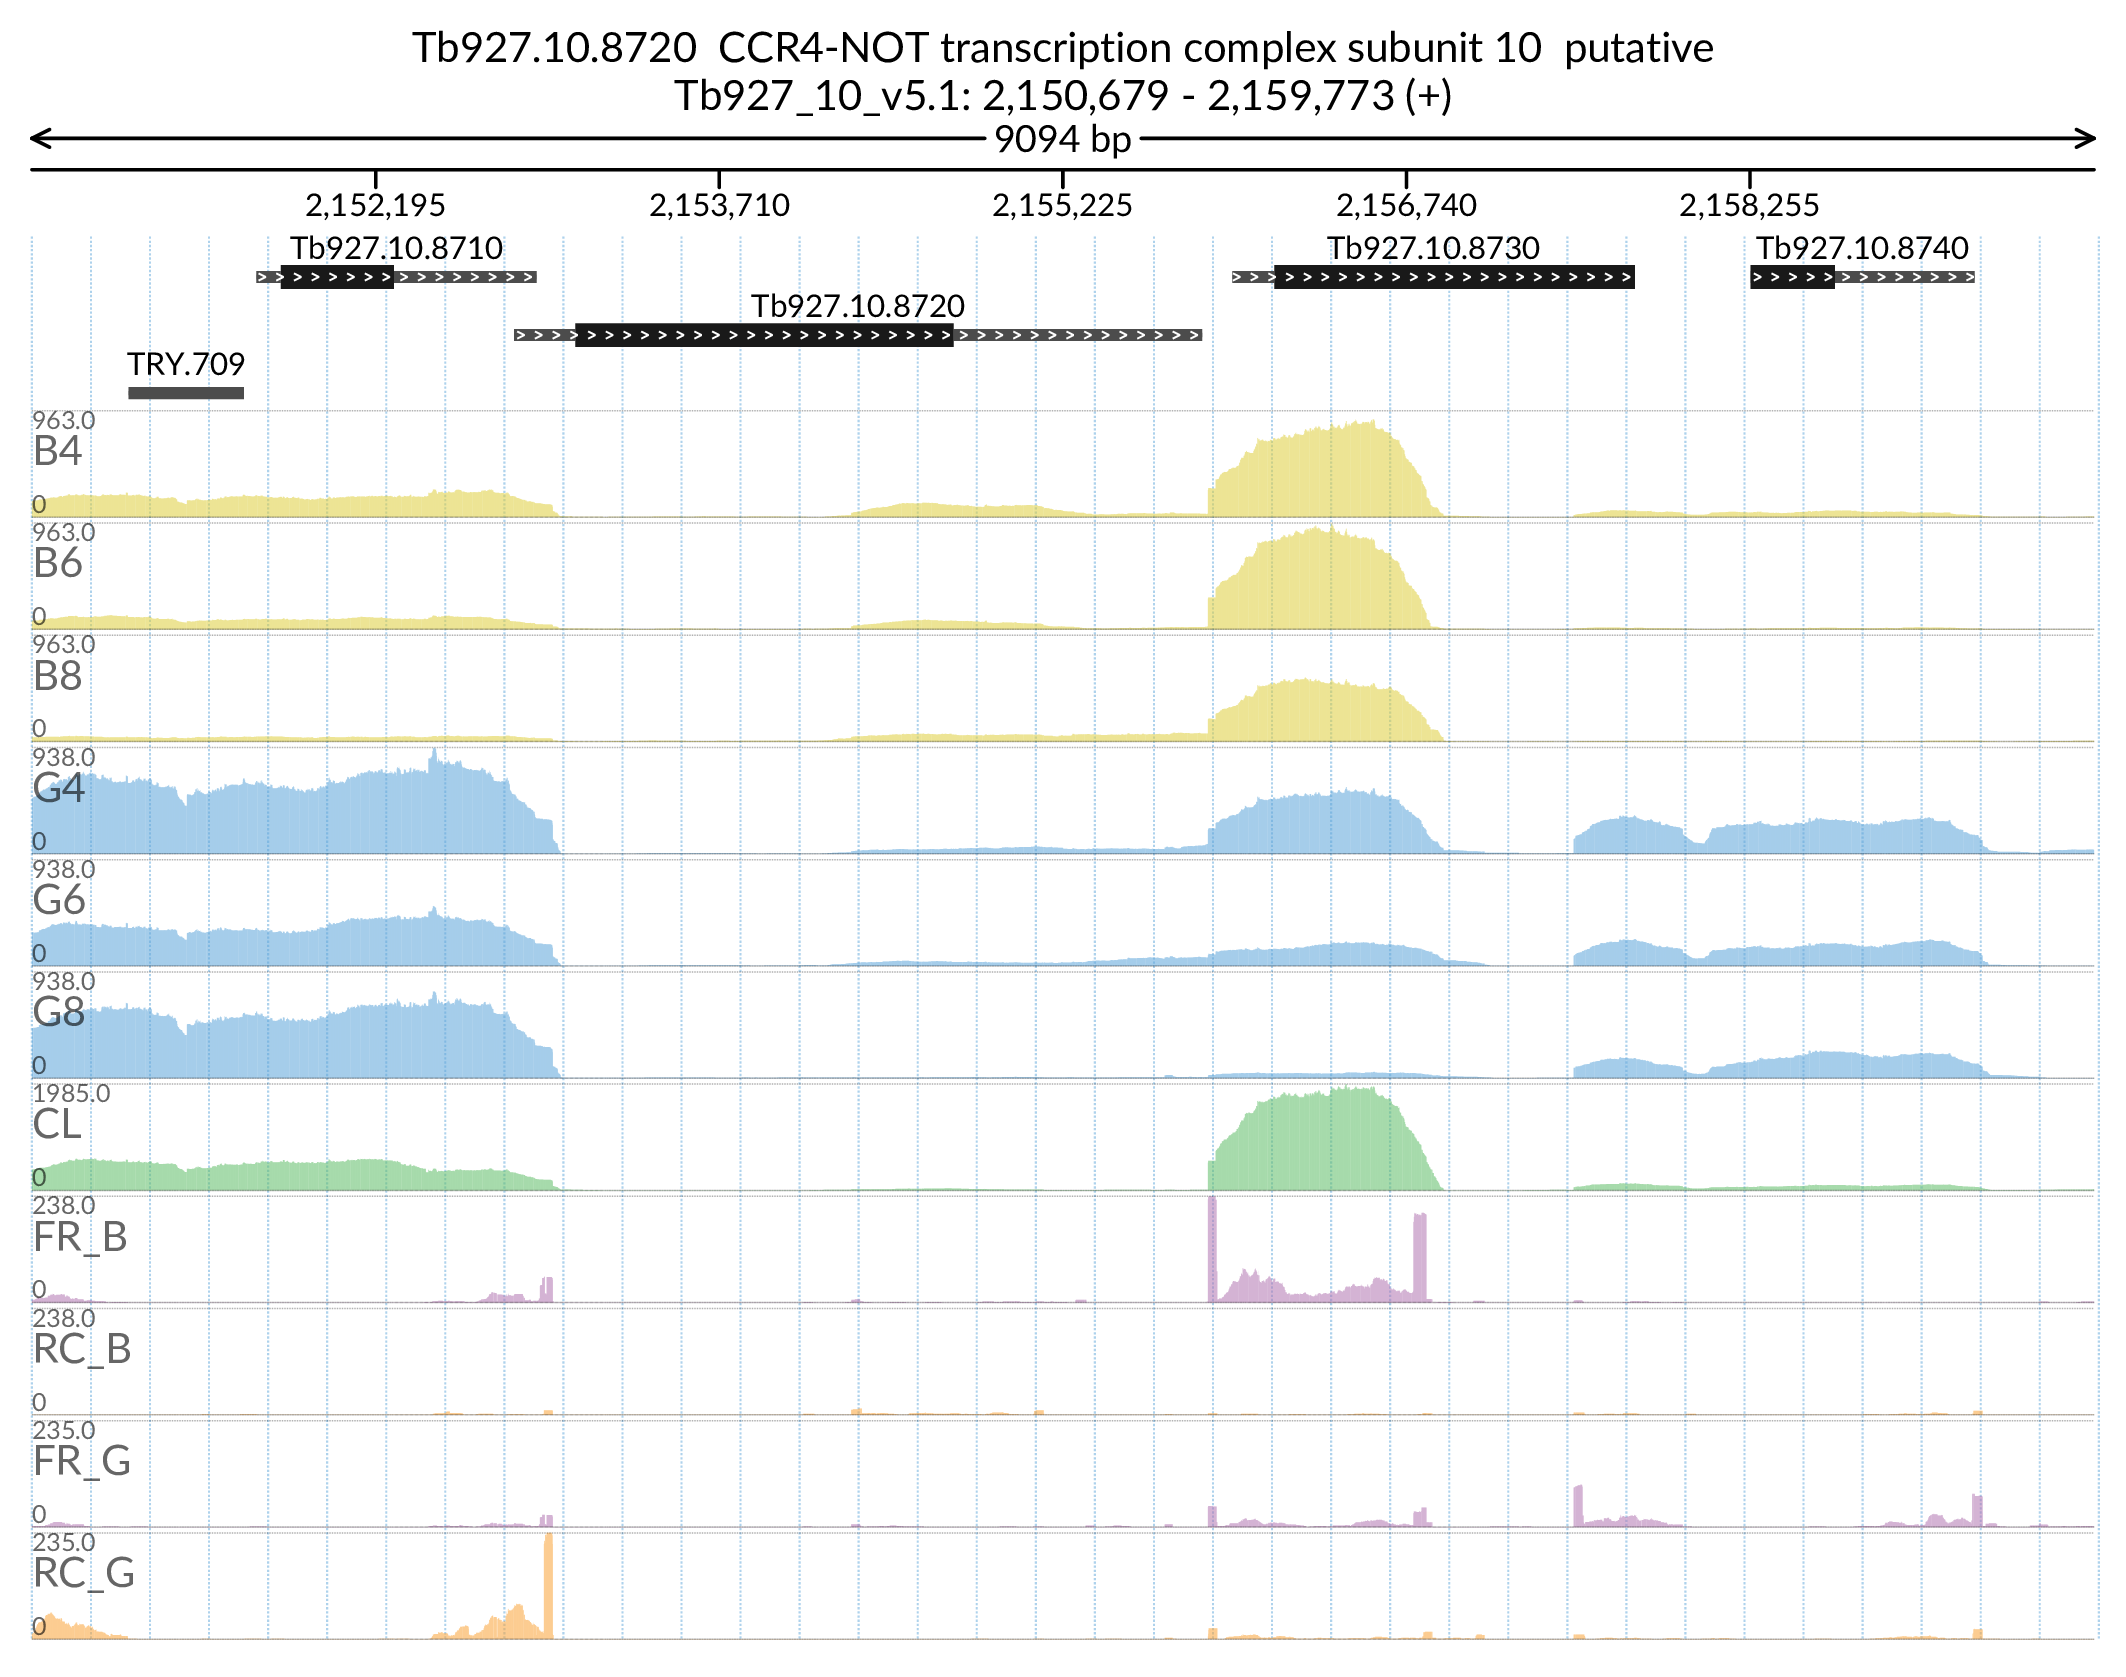 Tb927.10.8720  CCR4-NOT transcription complex subunit 10  putative
Tb927_10_v5.1: 2,150,679 - 2,159,773 (+)
9094 bp
2,152,195 2,153,710 2,155,225 2,156,740 2,158,255
Tb927.10.8710 Tb927.10.8730 Tb927.10.8740
Tb927.10.8720
TRY.709
963.0
B4
0
963.0
B6
0
963.0
B8
0
938.0
G4
0
938.0
G6
0
938.0
G8
0
1985.0
CL
0
238.0
FR_B
0
238.0
RC_B
0
235.0
FR_G
0
235.0
RC_G
0